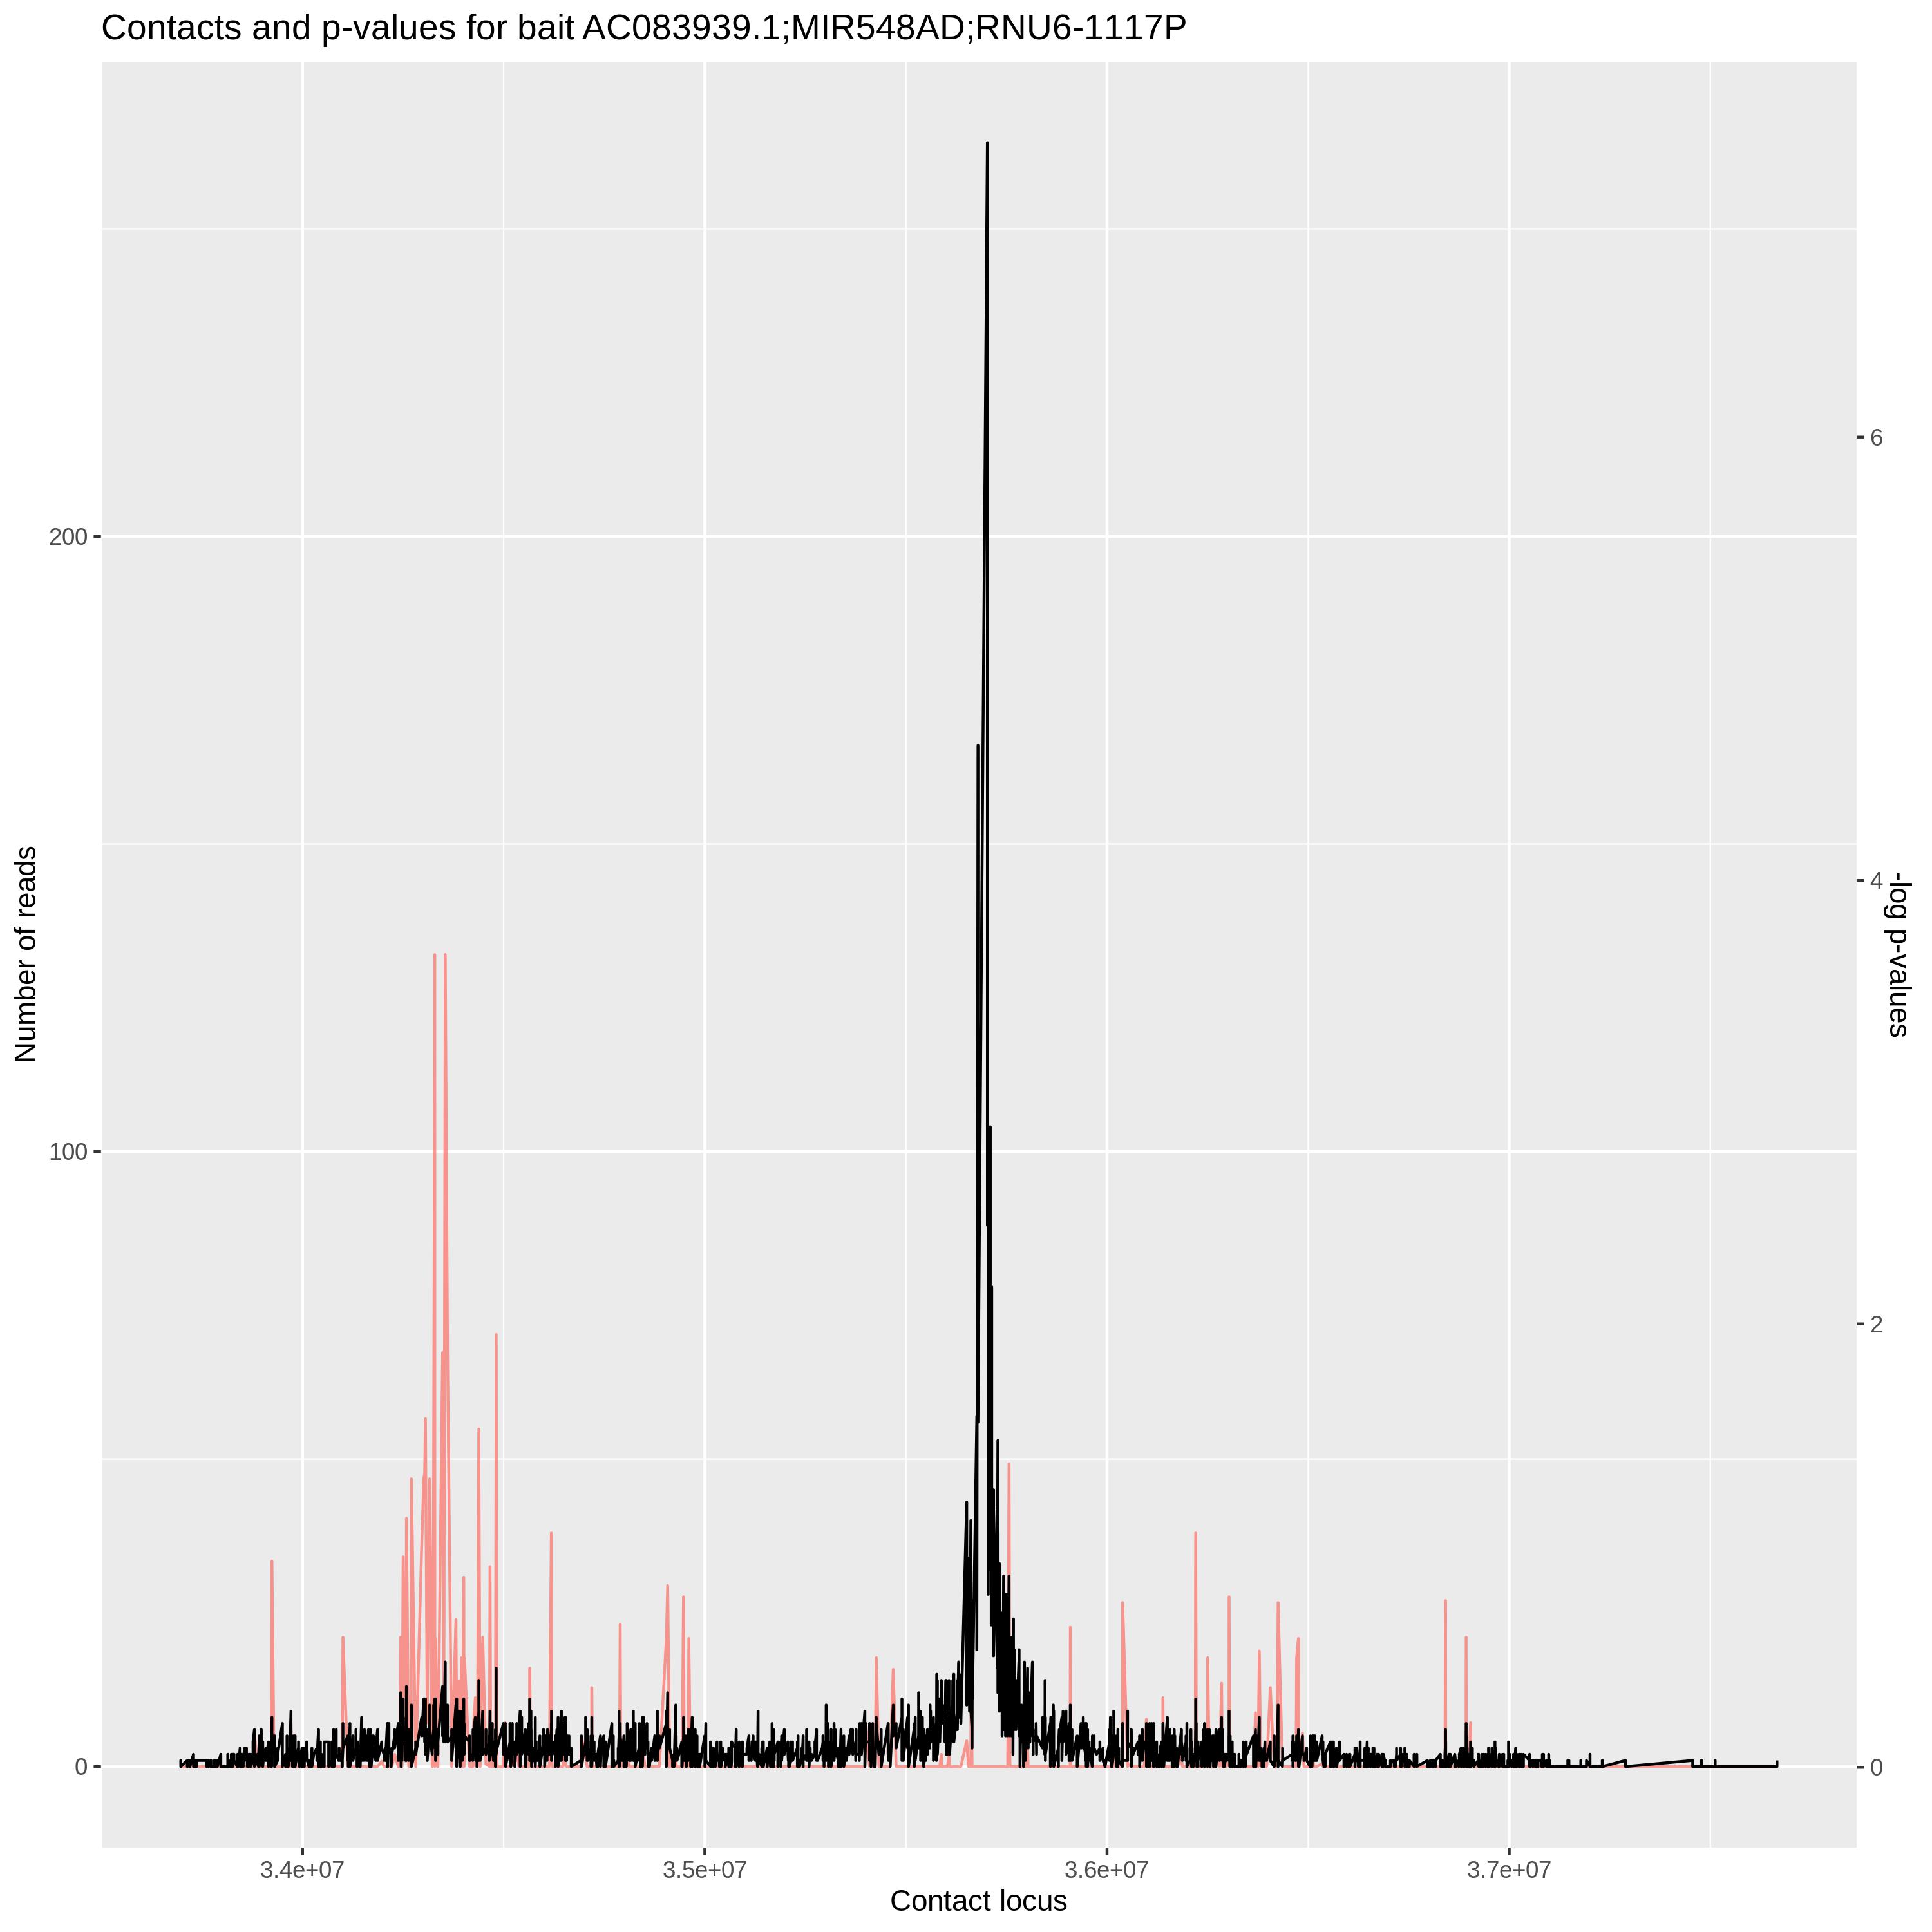 Contacts and p-values for bait AC083939.1;MIR548AD;RNU6-1117P
Number of reads
200
100
0
6
4
2
0
-log p-values
3.4e+07
3.5e+07
3.6e+07
3.7e+07
Contact locus